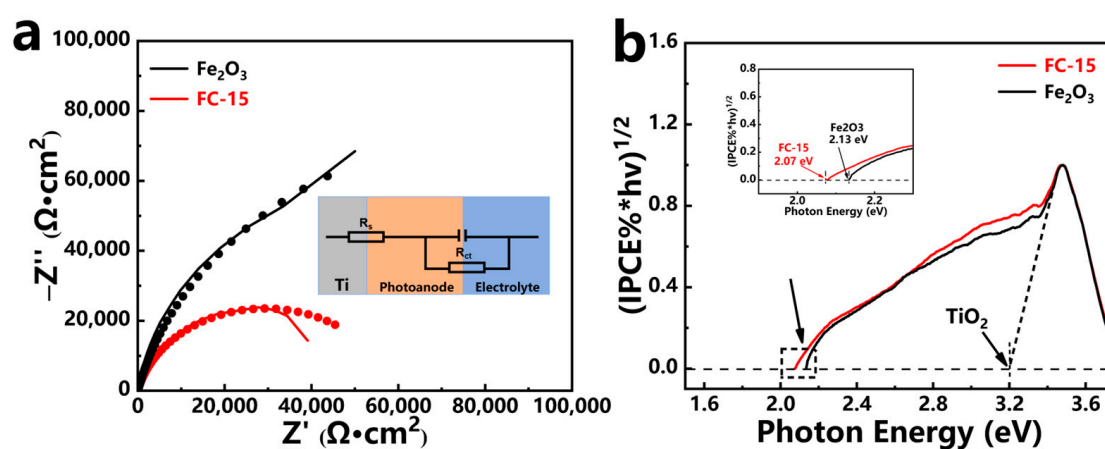 a
100,000
80,000
60,000
40,000
20,000
0
0 20,000 40,000 60,000 80,000 100,000
−Z'' (Ω•cm²)
Z' (Ω•cm²)
Fe₂O₃
FC-15
Rₛ
R_ct
Ti Photoanode Electrolyte
b
1.6
1.2
0.8
0.4
0.0
1.6 2.0 2.4 2.8 3.2 3.6
(IPCE%*hv)^1/2
Photon Energy (eV)
FC-15
Fe₂O₃
TiO₂
0.8
0.6
0.4
0.2
0.0
2.0 2.2
(IPCE%*hv)^1/2
Photon Energy (eV)
Fe2O3
2.13 eV
FC-15
2.07 eV